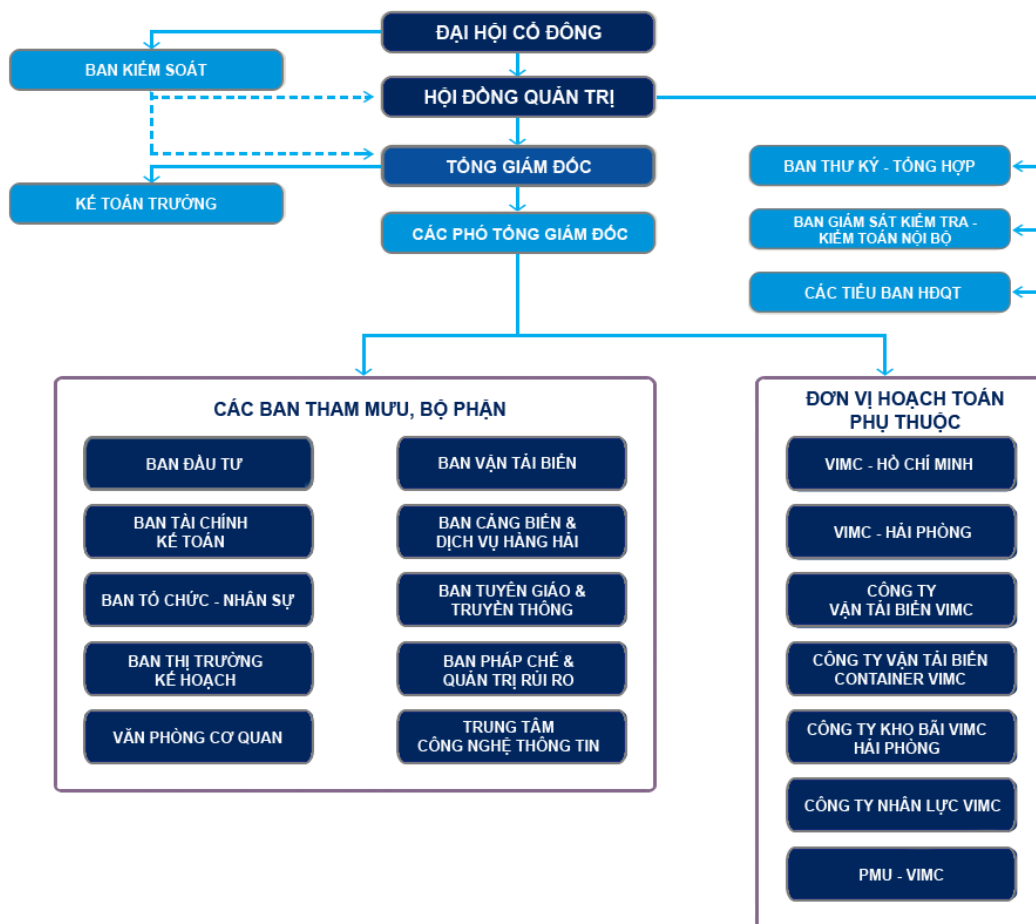 ĐẠI HỘI CỔ ĐÔNG
BAN KIỂM SOÁT
HỘI ĐỒNG QUẢN TRỊ
TỔNG GIÁM ĐỐC
BAN THƯ KÝ - TỔNG HỢP
KẾ TOÁN TRƯỞNG
CÁC PHÓ TỔNG GIÁM ĐỐC
BAN GIÁM SÁT KIỂM TRA -
KIỂM TOÁN NỘI BỘ
CÁC TIỂU BAN HĐQT
CÁC BAN THAM MƯU, BỘ PHẬN
BAN ĐẦU TƯ
BAN VẬN TẢI BIỂN
BAN TÀI CHÍNH
KẾ TOÁN
BAN CẢNG BIỂN &
DỊCH VỤ HÀNG HẢI
BAN TỔ CHỨC - NHÂN SỰ
BAN TUYÊN GIÁO &
TRUYỀN THÔNG
BAN THỊ TRƯỜNG
KẾ HOẠCH
BAN PHÁP CHẾ &
QUẢN TRỊ RỦI RO
VĂN PHÒNG CƠ QUAN
TRUNG TÂM
CÔNG NGHỆ THÔNG TIN
ĐƠN VỊ HOẠCH TOÁN
PHỤ THUỘC
VIMC - HỒ CHÍ MINH
VIMC - HẢI PHÒNG
CÔNG TY
VẬN TẢI BIỂN VIMC
CÔNG TY VẬN TẢI BIỂN
CONTAINER VIMC
CÔNG TY KHO BÃI VIMC
HẢI PHÒNG
CÔNG TY NHÂN LỰC VIMC
PMU - VIMC